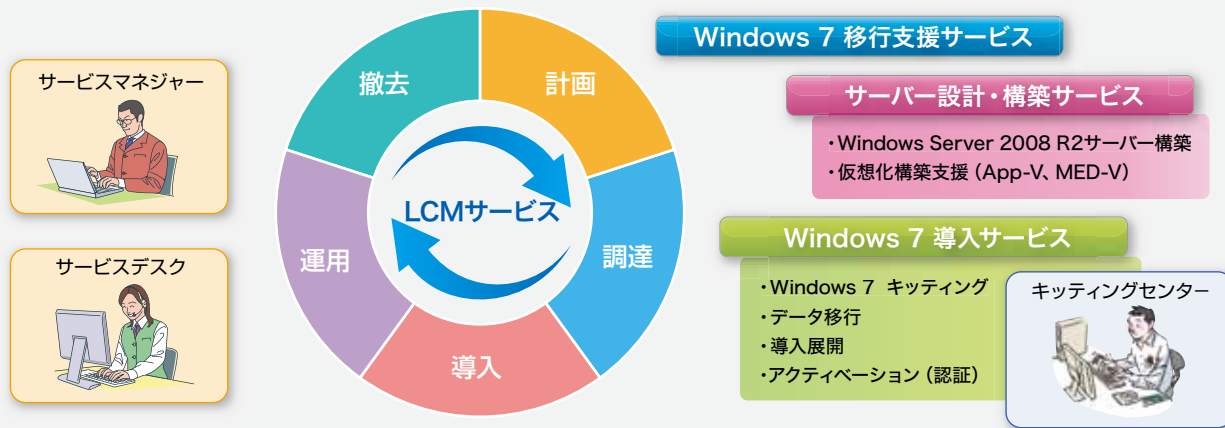 サービスマネジャー
サービスデスク
撤去
計画
運用
調達
導入
LCMサービス
Windows 7 移行支援サービス
サーバー設計・構築サービス
・Windows Server 2008 R2サーバー構築
・仮想化構築支援（App-V、MED-V）
Windows 7 導入サービス
・Windows 7 キッティング
・データ移行
・導入展開
・アクティベーション（認証）
キッティングセンター